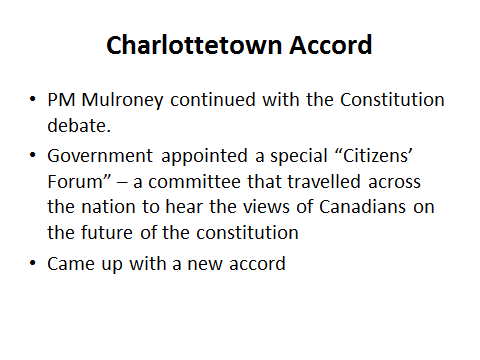 Charlottetown Accord
• PM Mulroney continued with the Constitution
debate.
• Government appointed a special “Citizens’
Forum” – a committee that travelled across
the nation to hear the views of Canadians on
the future of the constitution
• Came up with a new accord